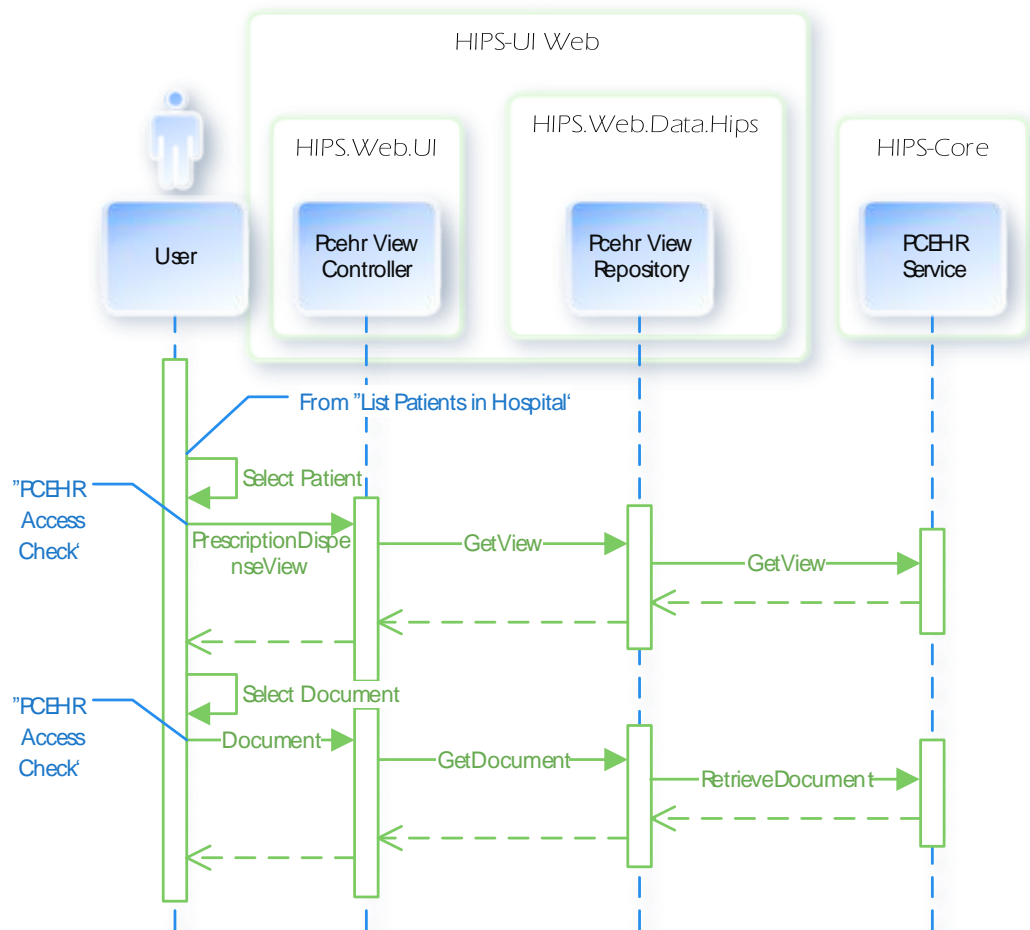 HIPS-UI Web
HIPS.Web.UI
HIPS.Web.Data.Hips
HIPS-Core
User
Pcehr View
Controller
Pcehr View
Repository
PCEHR
Service
From ”List Patients in Hospital‘
Select Patient
”PCEHR
Access
Check‘
PrescriptionDispe
nseView
GetView
GetView
Select Document
”PCEHR
Access
Check‘
Document
GetDocument
RetrieveDocument